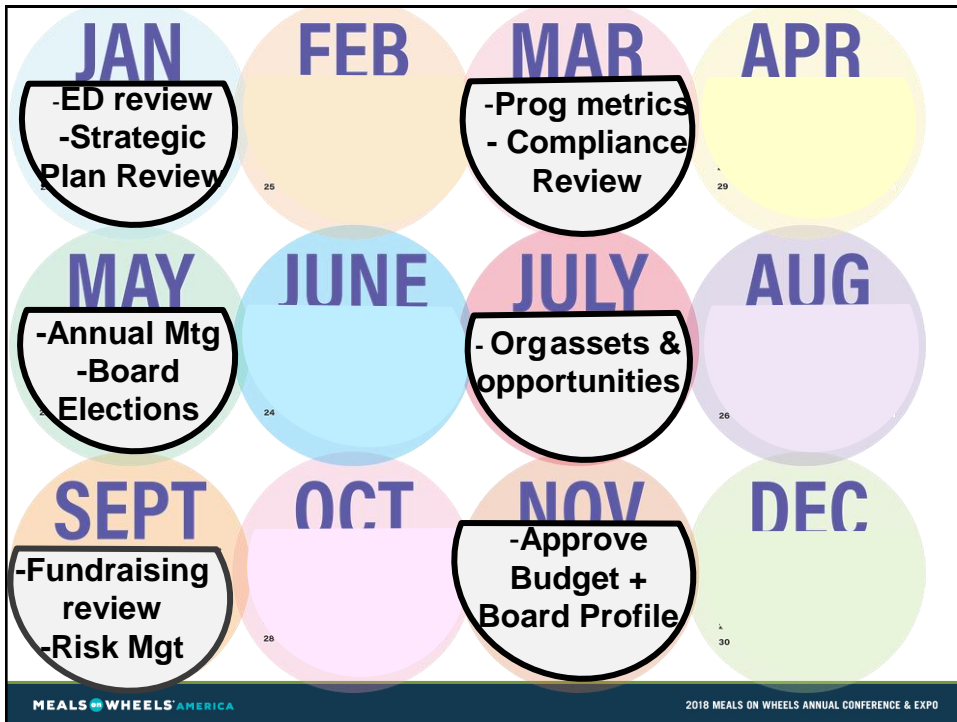 JAN FEB MAR APR
-ED review
-Strategic
Plan Review
25
-Prog metrics
- Compliance
Review
29
MAY JUNE JULY AUG
-Annual Mtg
-Board
Elections
24
- Orgassets &
opportunities
26
SEPT OCT NOV DEC
-Fundraising
review
-Risk Mgt
28
-Approve
Budget +
Board Profile
30
MEALS on WHEELS AMERICA
2018 MEALS ON WHEELS ANNUAL CONFERENCE & EXPO